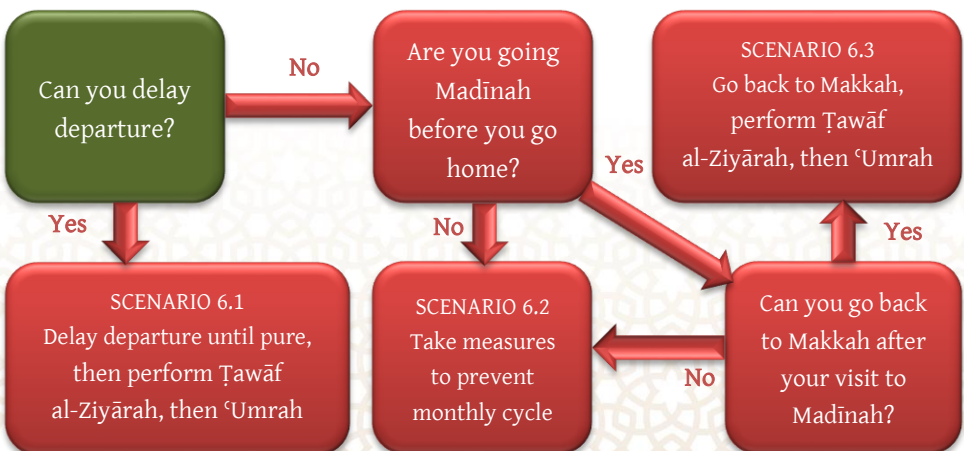 Can you delay
departure?
No
Are you going
Madīnah
before you go
home?
SCENARIO 6.3
Go back to Makkah,
perform Ṭawāf
al-Ziyārah, then ʿUmrah
Yes
Yes
No
Yes
SCENARIO 6.1
Delay departure until pure,
then perform Ṭawāf
al-Ziyārah, then ʿUmrah
SCENARIO 6.2
Take measures
to prevent
monthly cycle
No
Can you go back
to Makkah after
your visit to
Madīnah?